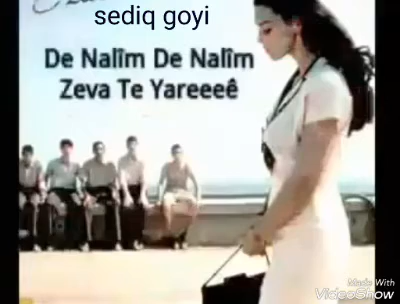 sediq goyi
De Nalîm De Nalîm
Zeva Te Yareeeê
Made With
VideoShow